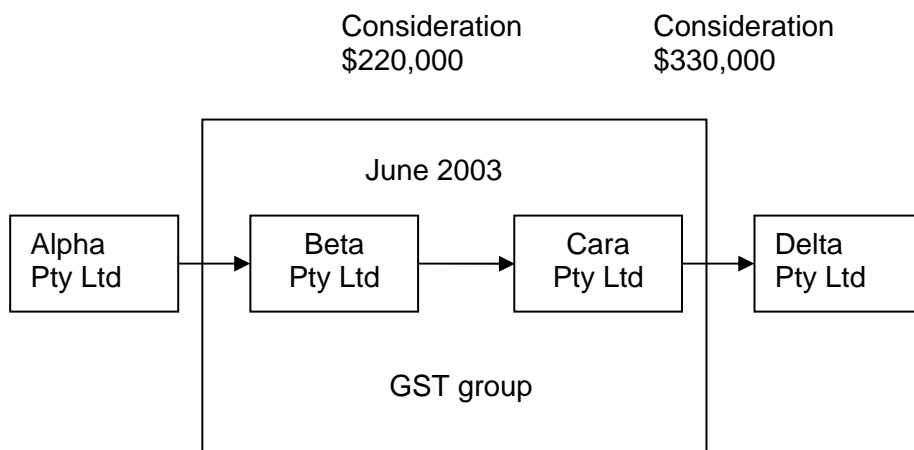 Consideration
$220,000
Consideration
$330,000
June 2003
Alpha
Pty Ltd
Beta
Pty Ltd
Cara
Pty Ltd
Delta
Pty Ltd
GST group